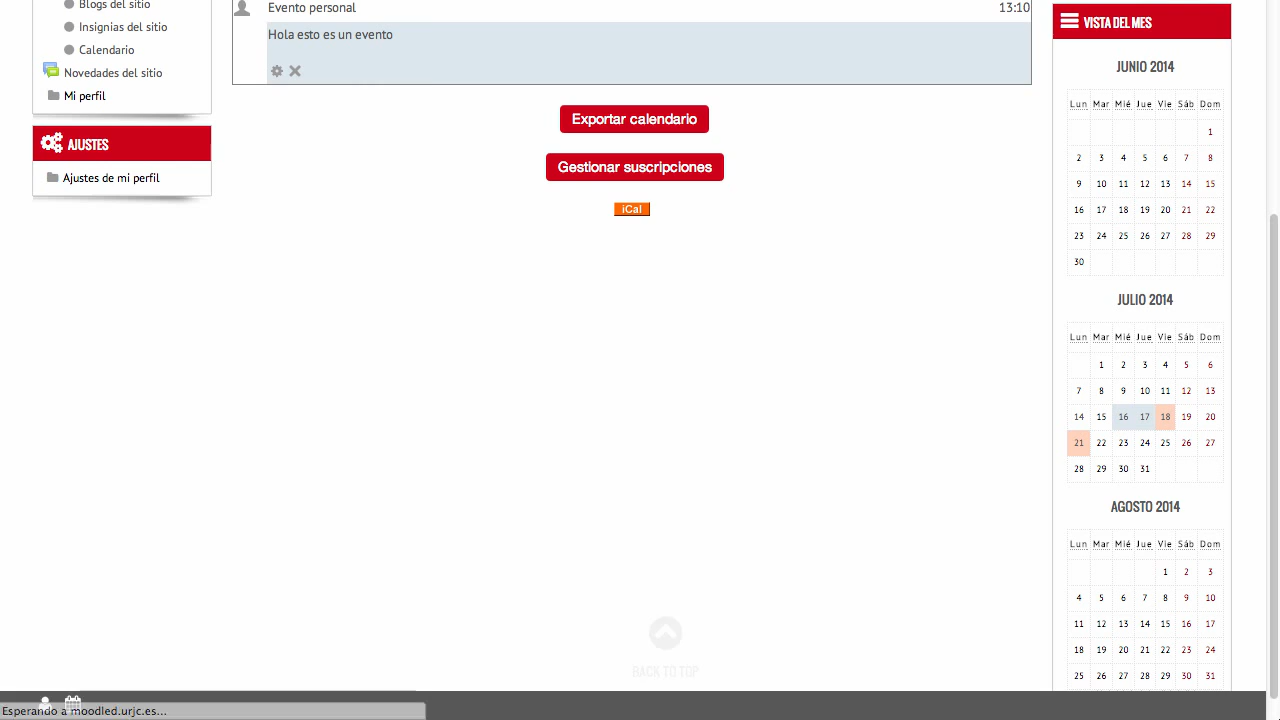 Blogs del sitio
Insignias del sitio
Calendario
Novedades del sitio
Mi perfil
AJUSTES
Ajustes de mi perfil
Evento personal 13:10
Hola esto es un evento
Exportar calendario
Gestionar suscripciones
iCal
BACK TO TOP
VISTA DEL MES
JUNIO 2014
Lun Mar Mié Jue Vie Sáb Dom
1
2 3 4 5 6 7 8
9 10 11 12 13 14 15
16 17 18 19 20 21 22
23 24 25 26 27 28 29
30
JULIO 2014
Lun Mar Mié Jue Vie Sáb Dom
1 2 3 4 5 6
7 8 9 10 11 12 13
14 15 16 17 18 19 20
21 22 23 24 25 26 27
28 29 30 31
AGOSTO 2014
Lun Mar Mié Jue Vie Sáb Dom
1 2 3
4 5 6 7 8 9 10
11 12 13 14 15 16 17
18 19 20 21 22 23 24
25 26 27 28 29 30 31
Esperando a moodled.urjc.es...